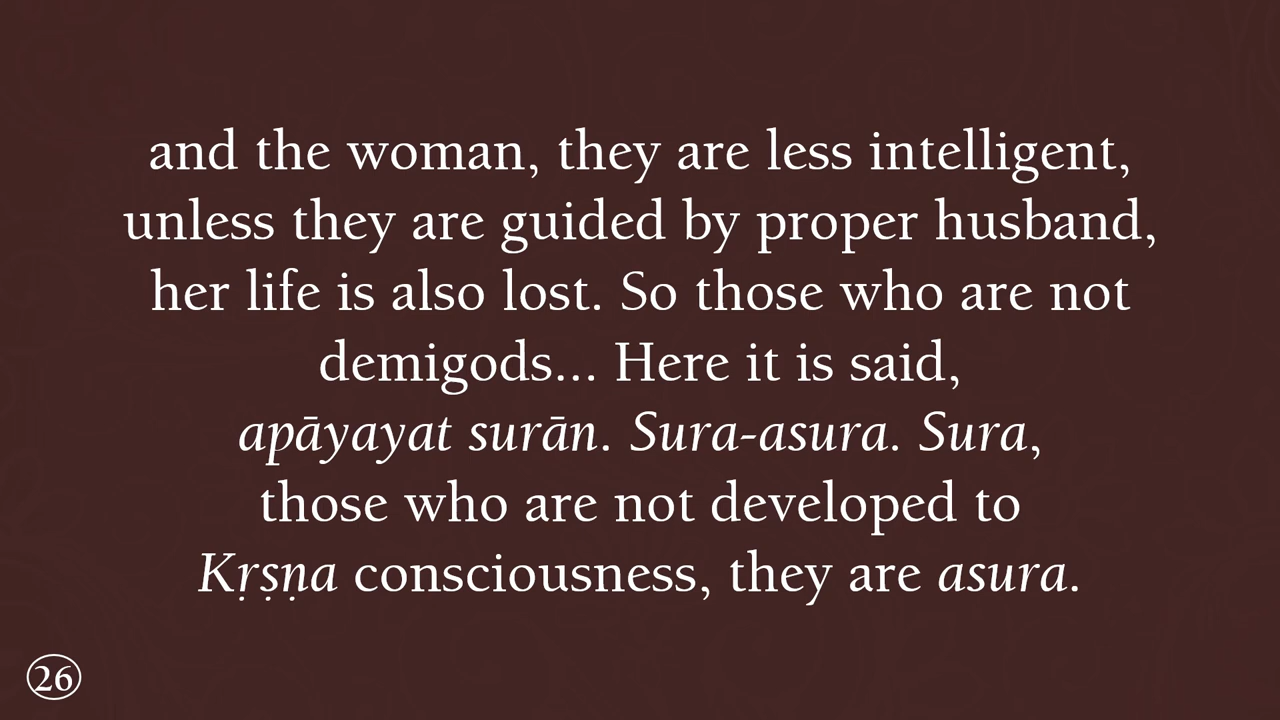 and the woman, they are less intelligent,
unless they are guided by proper husband,
her life is also lost. So those who are not
demigods... Here it is said,
apāyayat surān. Sura-asura. Sura,
those who are not developed to
Kṛṣṇa consciousness, they are asura.
26